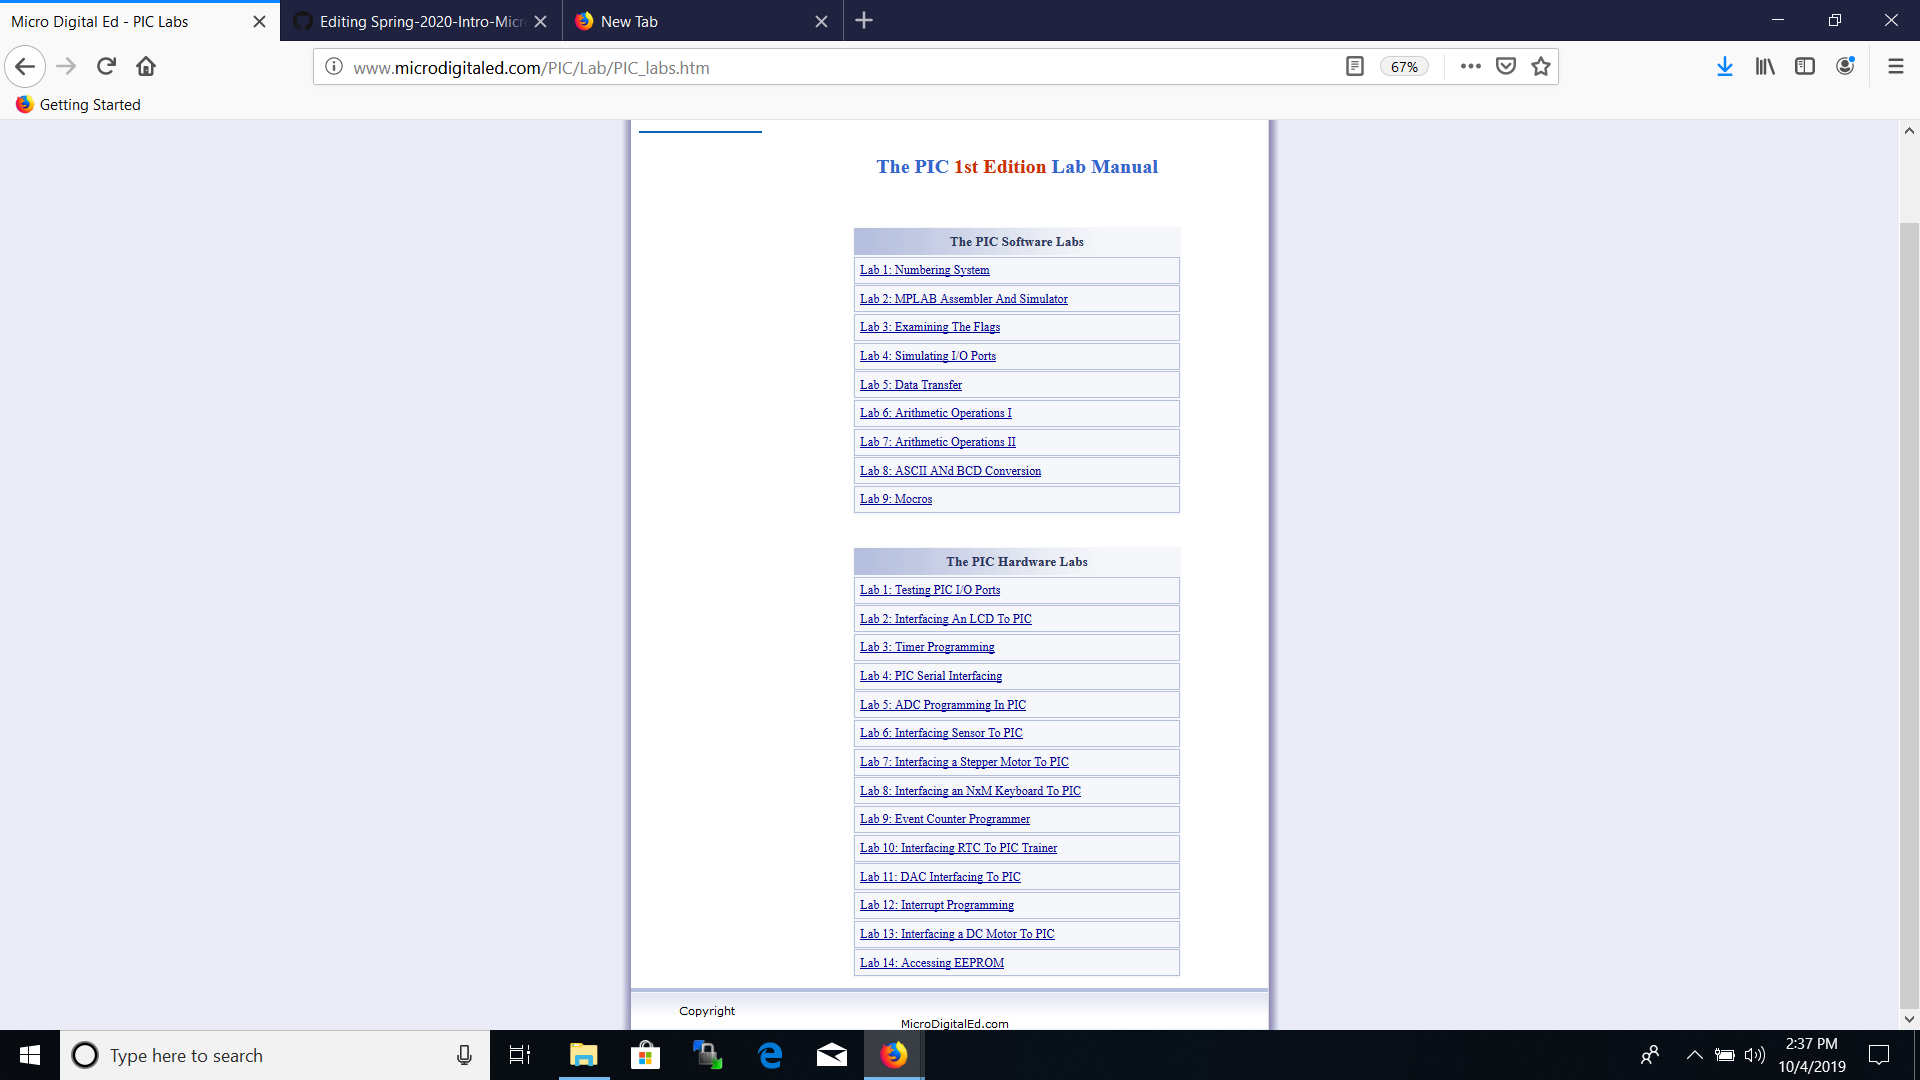 Micro Digital Ed - PIC Labs
Editing Spring-2020-Intro-Micr
New Tab
www.microdigitaled.com/PIC/Lab/PIC_labs.htm
67%
Getting Started
The PIC 1st Edition Lab Manual
The PIC Software Labs
Lab 1: Numbering System
Lab 2: MPLAB Assembler And Simulator
Lab 3: Examining The Flags
Lab 4: Simulating I/O Ports
Lab 5: Data Transfer
Lab 6: Arithmetic Operations I
Lab 7: Arithmetic Operations II
Lab 8: ASCII ANd BCD Conversion
Lab 9: Mocros
The PIC Hardware Labs
Lab 1: Testing PIC I/O Ports
Lab 2: Interfacing An LCD To PIC
Lab 3: Timer Programming
Lab 4: PIC Serial Interfacing
Lab 5: ADC Programming In PIC
Lab 6: Interfacing Sensor To PIC
Lab 7: Interfacing a Stepper Motor To PIC
Lab 8: Interfacing an NxM Keyboard To PIC
Lab 9: Event Counter Programmer
Lab 10: Interfacing RTC To PIC Trainer
Lab 11: DAC Interfacing To PIC
Lab 12: Interrupt Programming
Lab 13: Interfacing a DC Motor To PIC
Lab 14: Accessing EEPROM
Copyright
MicroDigitalEd.com
Type here to search
2:37 PM
10/4/2019